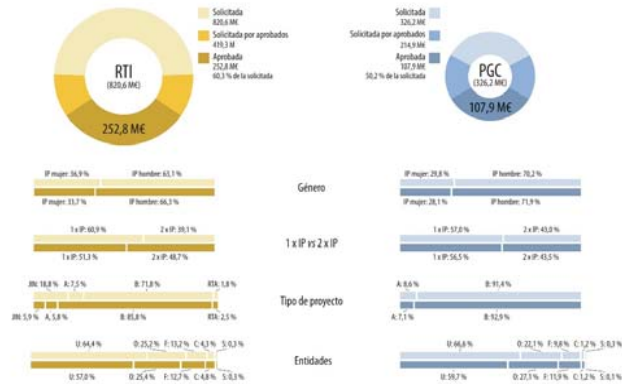 Solicitada
820,6 M€
Solicitada por aprobados
419,3 M
Aprobada
252,8 M€
60,3 % de la solicitada
RTI
(820,6 M€)
252,8 M€
Solicitada
326,2 M€
Solicitada por aprobados
214,9 M€
Aprobada
107,9 M€
50,2 % de la solicitada
PGC
(326,2 M€)
107,9 M€
IP mujer: 36,9 % IP hombre: 63,1 %
IP mujer: 33,7 % IP hombre: 66,3 %
Género
IP mujer: 29,8 % IP hombre: 70,2 %
IP mujer: 28,1 % IP hombre: 71,9 %
1 x IP: 60,9 % 2 x IP: 39,1 %
1 x IP: 51,3 % 2 x IP: 48,7 %
1 x IP vs 2 x IP
1 x IP: 57,0 % 2 x IP: 43,0 %
1 x IP: 56,5 % 2 x IP: 43,5 %
JIN: 18,8 % A: 7,5 % B: 71,8 % RTA: 1,8 %
JIN: 5,9 % A, 5,8 % B: 85,8 % RTA: 2,5 %
Tipo de proyecto
A: 8,6 % B: 91,4 %
A: 7,1 % B: 92,9 %
U: 64,4 % O: 25,2 % F: 13,2 % C: 4,3 % S: 0,3 %
U: 57,0 % O: 25,4 % F: 12,7 % C: 4,8 % S: 0,3 %
Entidades
U: 66,6 % O: 22,1 % F: 9,8 % C: 1,2 % S: 0,3 %
U: 59,7 % O: 27,1 % F: 11,9 % C: 1,2 % S: 0,1 %